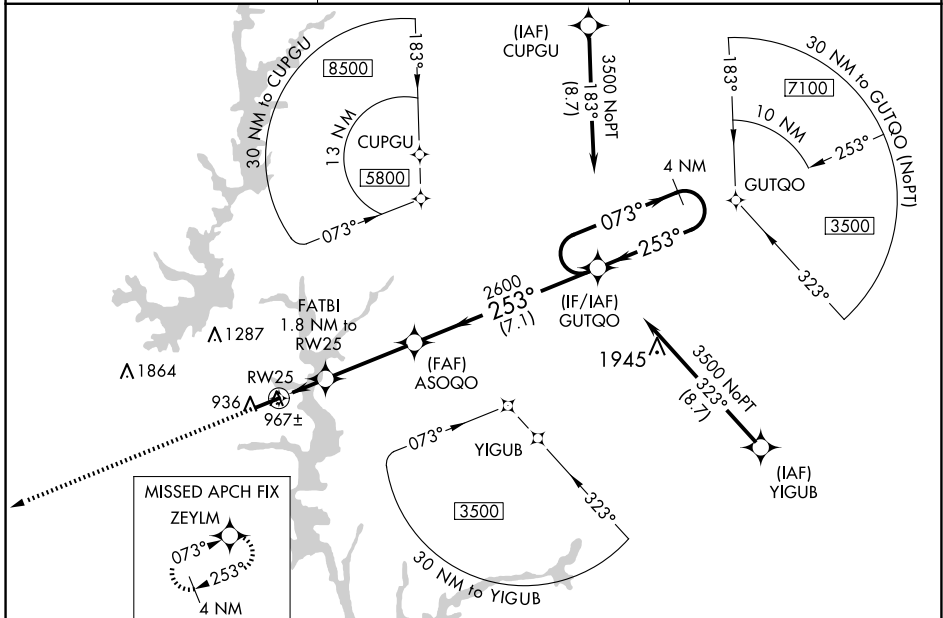 30 NM to CUPGU
183°
8500
13 NM
CUPGU
5800
073°
(IAF)
CUPGU
3500 NoPT
183°
(8.7)
30 NM to GUTQO (NoPT)
183°
7100
10 NM
253°
GUTQO
3500
323°
4 NM
073°
253°
(IF/IAF)
GUTQO
2600
253°
(7.1)
FATBI
1.8 NM to
RW25
(FAF)
ASOQO
1287
1864
RW25
936
967±
1945
3500 NoPT
323°
(8.7)
(IAF)
YIGUB
073°
YIGUB
323°
3500
30 NM to YIGUB
MISSED APCH FIX
ZEYLM
073°
253°
4 NM